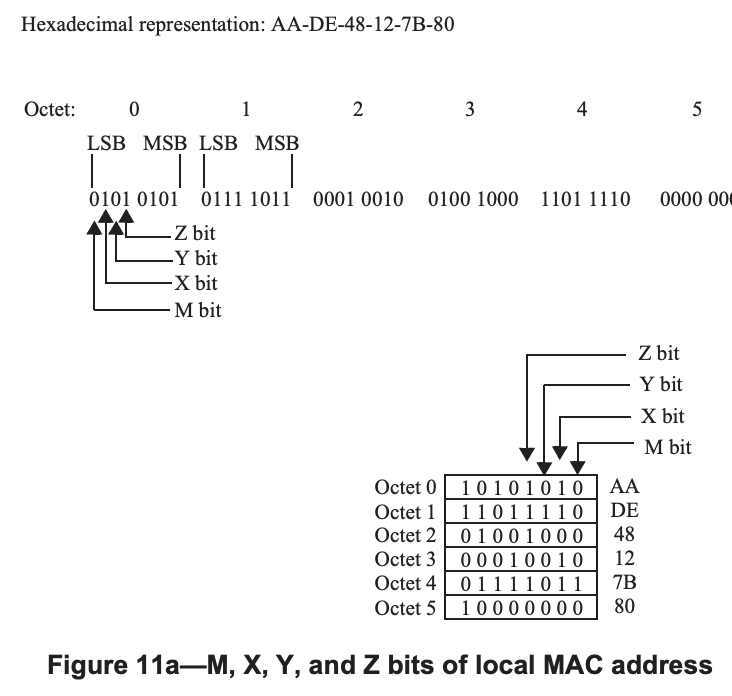 Hexadecimal representation: AA-DE-48-12-7B-80
Octet: 0 1 2 3 4 5
LSB MSB LSB MSB
0101 0101 0111 1011 0001 0010 0100 1000 1101 1110 0000 000
Z bit
Y bit
X bit
M bit
Z bit
Y bit
X bit
M bit
Octet 0 1 0 1 0 1 0 1 0 AA
Octet 1 1 1 0 1 1 1 1 0 DE
Octet 2 0 1 0 0 1 0 0 0 48
Octet 3 0 0 0 1 0 0 1 0 12
Octet 4 0 1 1 1 1 0 1 1 7B
Octet 5 1 0 0 0 0 0 0 0 80
Figure 11a—M, X, Y, and Z bits of local MAC address